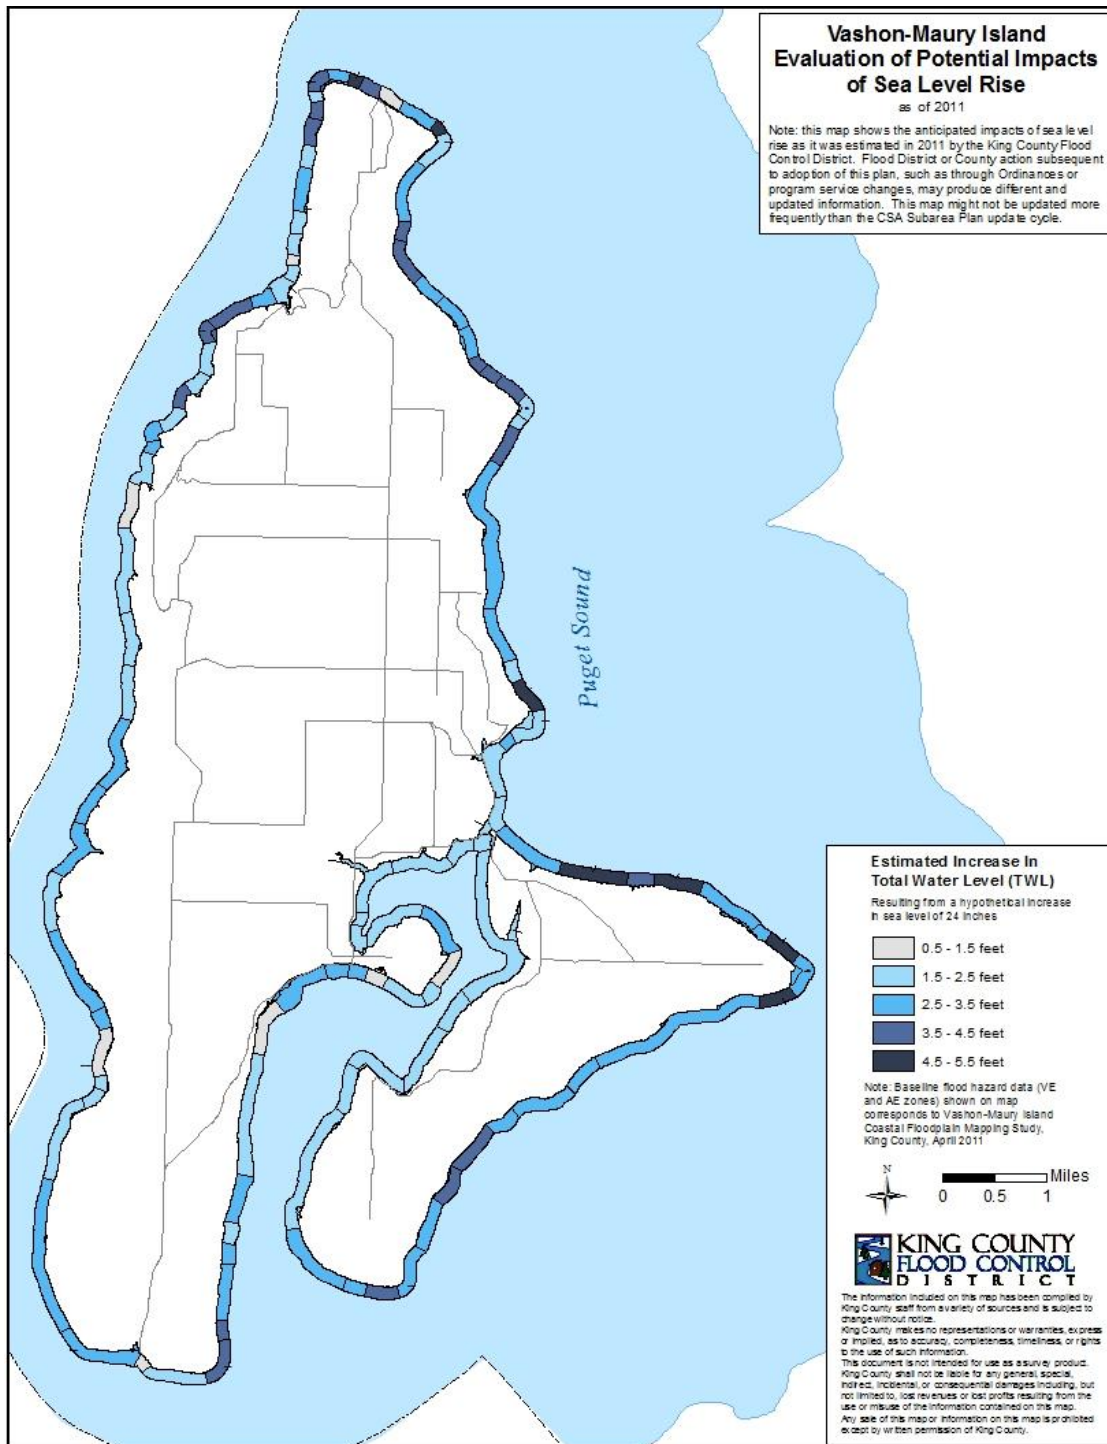 Vashon-Maury Island
Evaluation of Potential Impacts
of Sea Level Rise
as of 2011
Note: this map shows the anticipated impacts of sea level
rise as it was estimated in 2011 by the King County Flood
Control District. Flood District or County action subsequent
to adoption of this plan, such as through Ordinances or
program service changes, may produce different and
updated information. This map might not be updated more
frequently than the CSA Subarea Plan update cycle.
Puget Sound
Estimated Increase In
Total Water Level (TWL)
Resulting from a hypothetical increase
in sea level of 24 inches
0.5 - 1.5 feet
1.5 - 2.5 feet
2.5 - 3.5 feet
3.5 - 4.5 feet
4.5 - 5.5 feet
Note: Baseline flood hazard data (VE
and AE zones) shown on map
corresponds to Vashon-Maury Island
Coastal Floodplain Mapping Study,
King County, April 2011
N
Miles
0 0.5 1
KING COUNTY
FLOOD CONTROL
DISTRICT
The information included on this map has been compiled by
King County staff from a variety of sources and is subject to
change without notice.
King County makes no representations or warranties, express
or implied, as to accuracy, completeness, timeliness, or rights
to the use of such information.
This document is not intended for use as a survey product.
King County shall not be liable for any general, special,
indirect, incidental, or consequential damages including, but
not limited to, lost revenues or lost profits resulting from the
use or misuse of the information contained on this map.
Any sale of this map or information on this map is prohibited
except by written permission of King County.